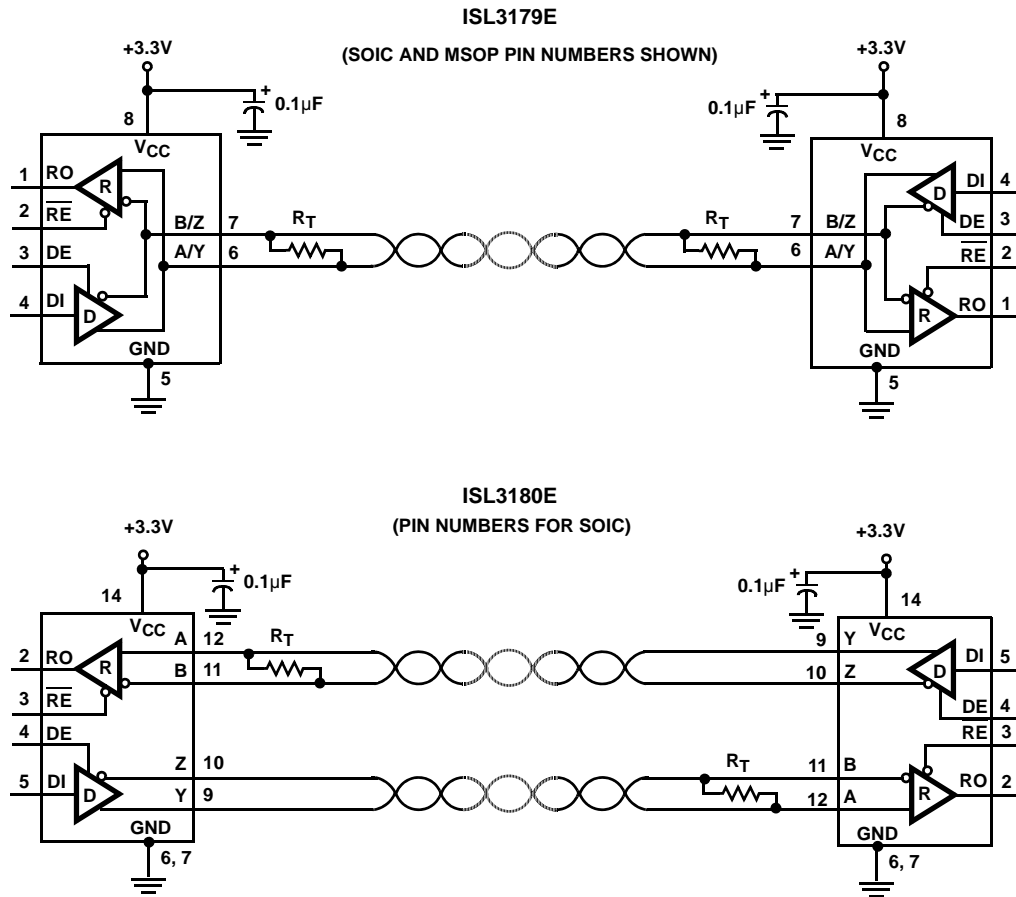 ISL3179E
(SOIC AND MSOP PIN NUMBERS SHOWN)
+3.3V
+
0.1µF
8
VCC
1
RO
R
2
RE
3
DE
4
DI
D
B/Z
7
A/Y
6
RT
GND
5
+3.3V
+
0.1µF
8
VCC
RT
7
B/Z
6
A/Y
D
DI
4
DE
3
RE
2
RO
1
R
GND
5
ISL3180E
(PIN NUMBERS FOR SOIC)
+3.3V
+
0.1µF
14
VCC
A
12
B
11
RT
2
RO
R
3
RE
4
DE
5
DI
D
Z
10
Y
9
GND
6, 7
+3.3V
+
0.1µF
14
VCC
9
Y
10
Z
D
DI
5
DE
4
RE
3
RT
11
B
12
A
R
RO
2
GND
6, 7